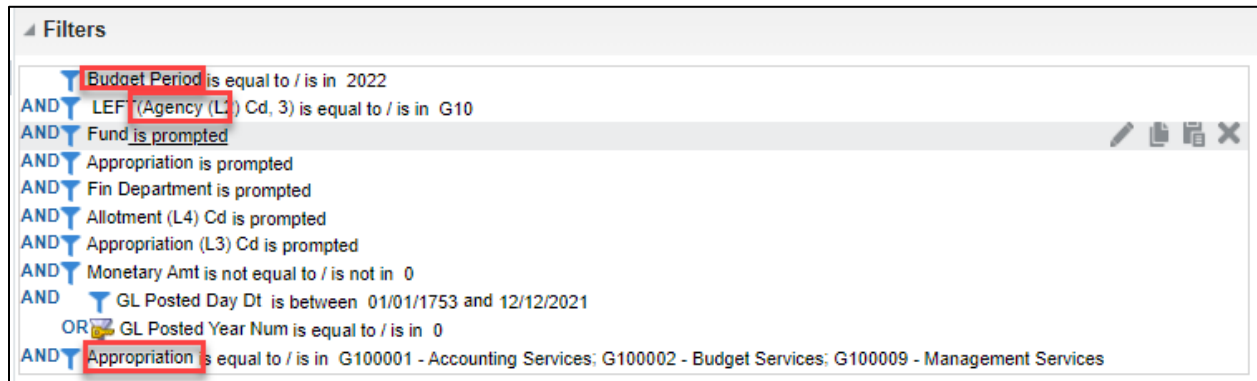 Filters
Budget Period is equal to / is in 2022
AND LEFT(Agency (L2) Cd, 3) is equal to / is in G10
AND Fund is prompted
AND Appropriation is prompted
AND Fin Department is prompted
AND Allotment (L4) Cd is prompted
AND Appropriation (L3) Cd is prompted
AND Monetary Amt is not equal to / is not in 0
AND GL Posted Day Dt is between 01/01/1753 and 12/12/2021
OR GL Posted Year Num is equal to / is in 0
AND Appropriation is equal to / is in G100001 - Accounting Services; G100002 - Budget Services; G100009 - Management Services